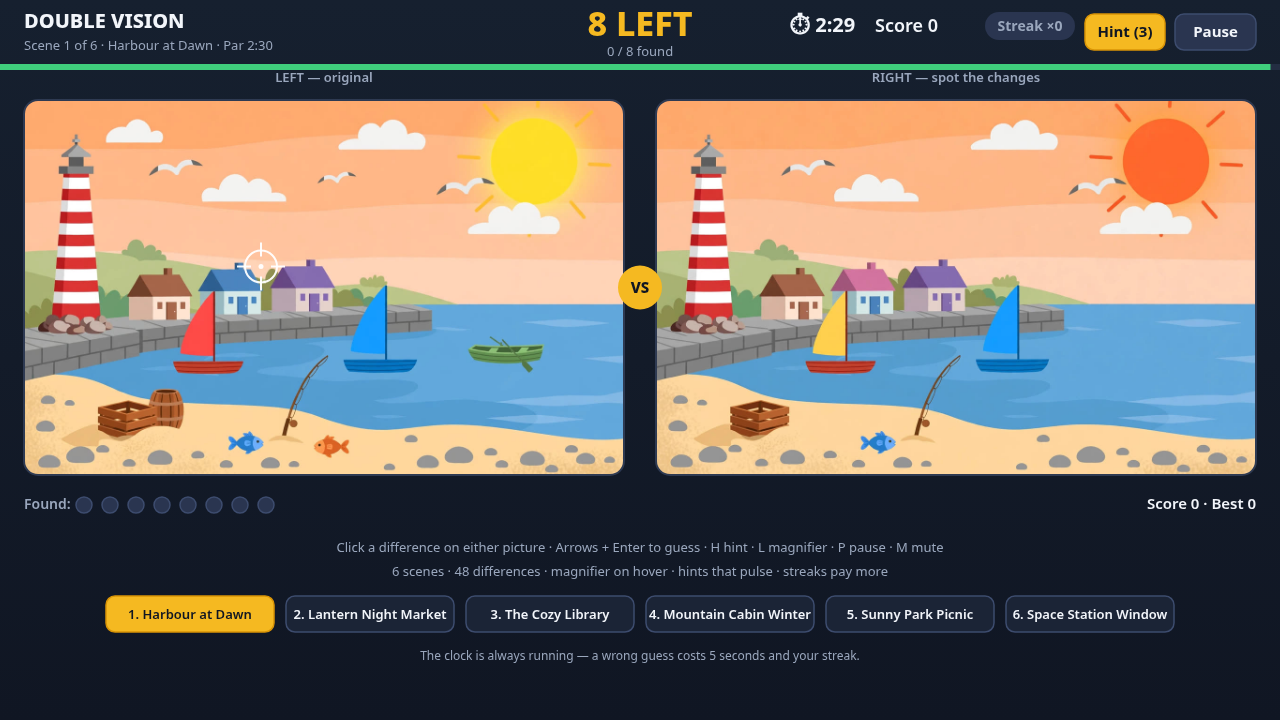 DOUBLE VISION
Scene 1 of 6 · Harbour at Dawn · Par 2:30
8 LEFT
0 / 8 found
⏱ 2:29 Score 0
Streak ×0
Hint (3)
Pause
LEFT — original
RIGHT — spot the changes
VS
Found:
Score 0 · Best 0
Click a difference on either picture · Arrows + Enter to guess · H hint · L magnifier · P pause · M mute
6 scenes · 48 differences · magnifier on hover · hints that pulse · streaks pay more
1. Harbour at Dawn
2. Lantern Night Market
3. The Cozy Library
4. Mountain Cabin Winter
5. Sunny Park Picnic
6. Space Station Window
The clock is always running — a wrong guess costs 5 seconds and your streak.